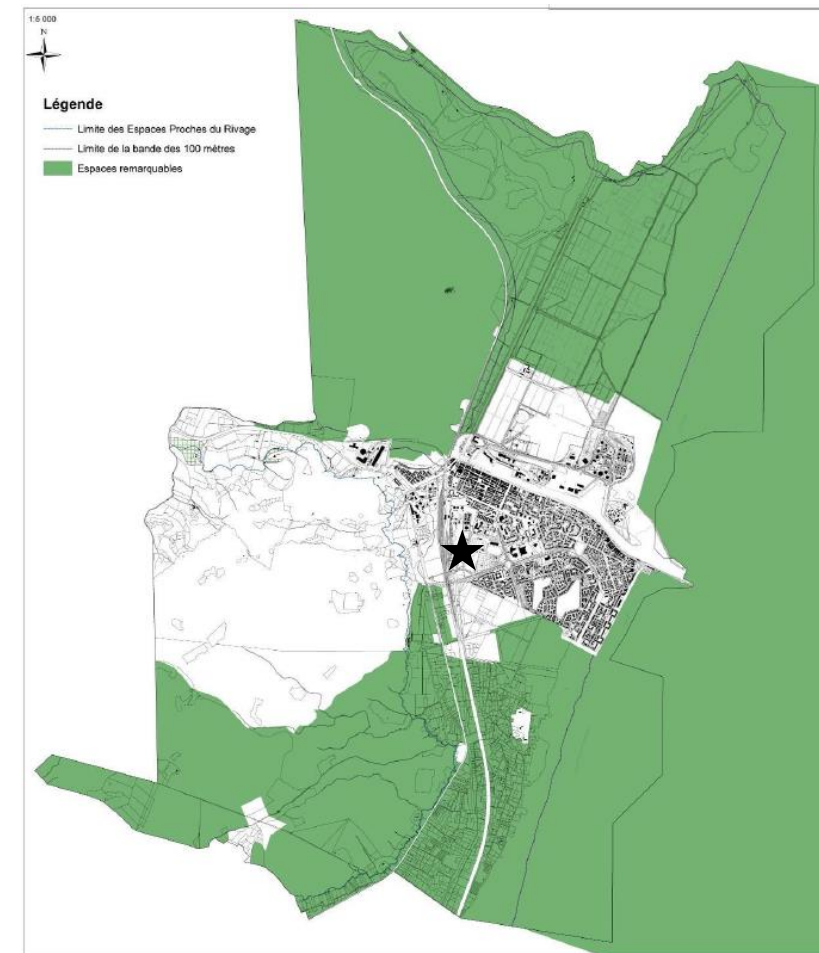 1:5 000
N
Légende
Limite des Espaces Proches du Rivage
Limite de la bande des 100 mètres
Espaces remarquables